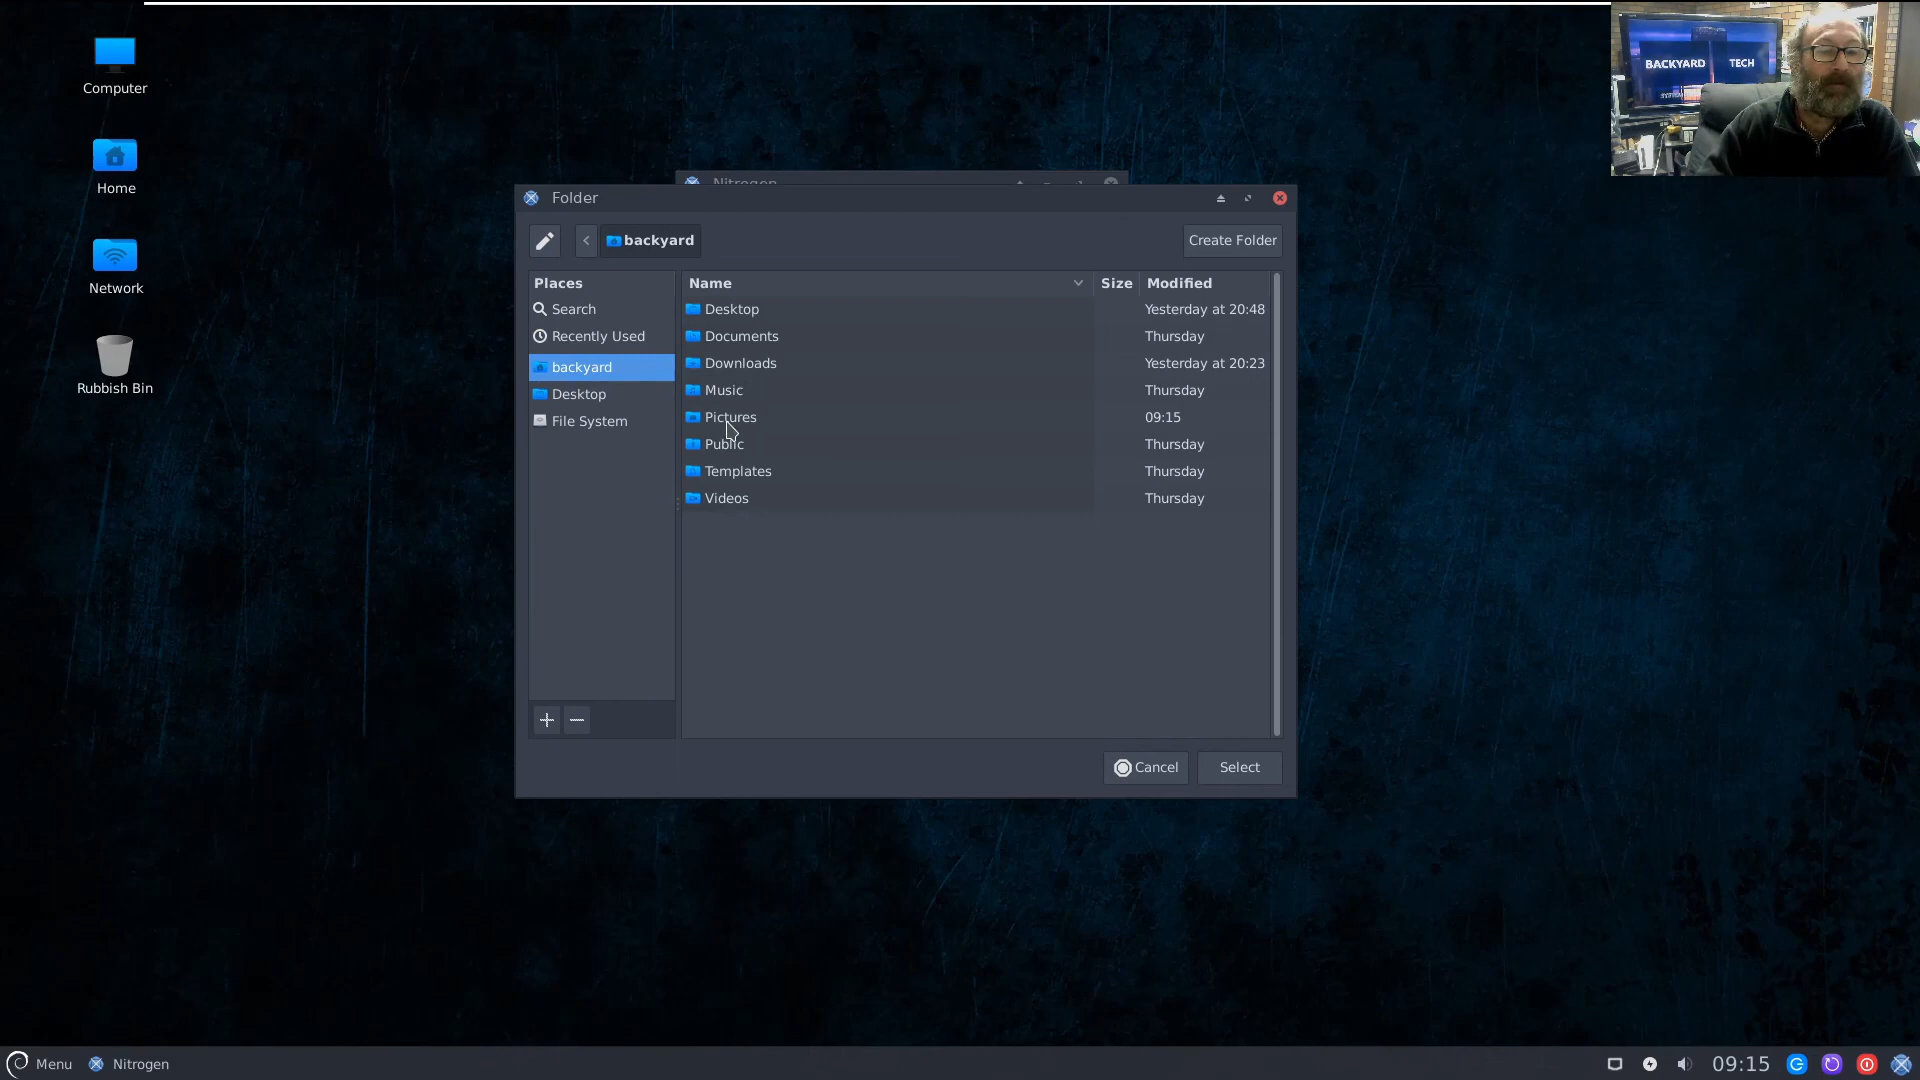 Computer
Home
Network
Rubbish Bin
BACKYARD TECH
Nitrogen
Folder
backyard
Create Folder
Places
Name Size Modified
Search
Recently Used
backyard
Desktop
File System
Desktop Yesterday at 20:48
Documents Thursday
Downloads Yesterday at 20:23
Music Thursday
Pictures 09:15
Public Thursday
Templates Thursday
Videos Thursday
Cancel Select
Menu Nitrogen 09:15